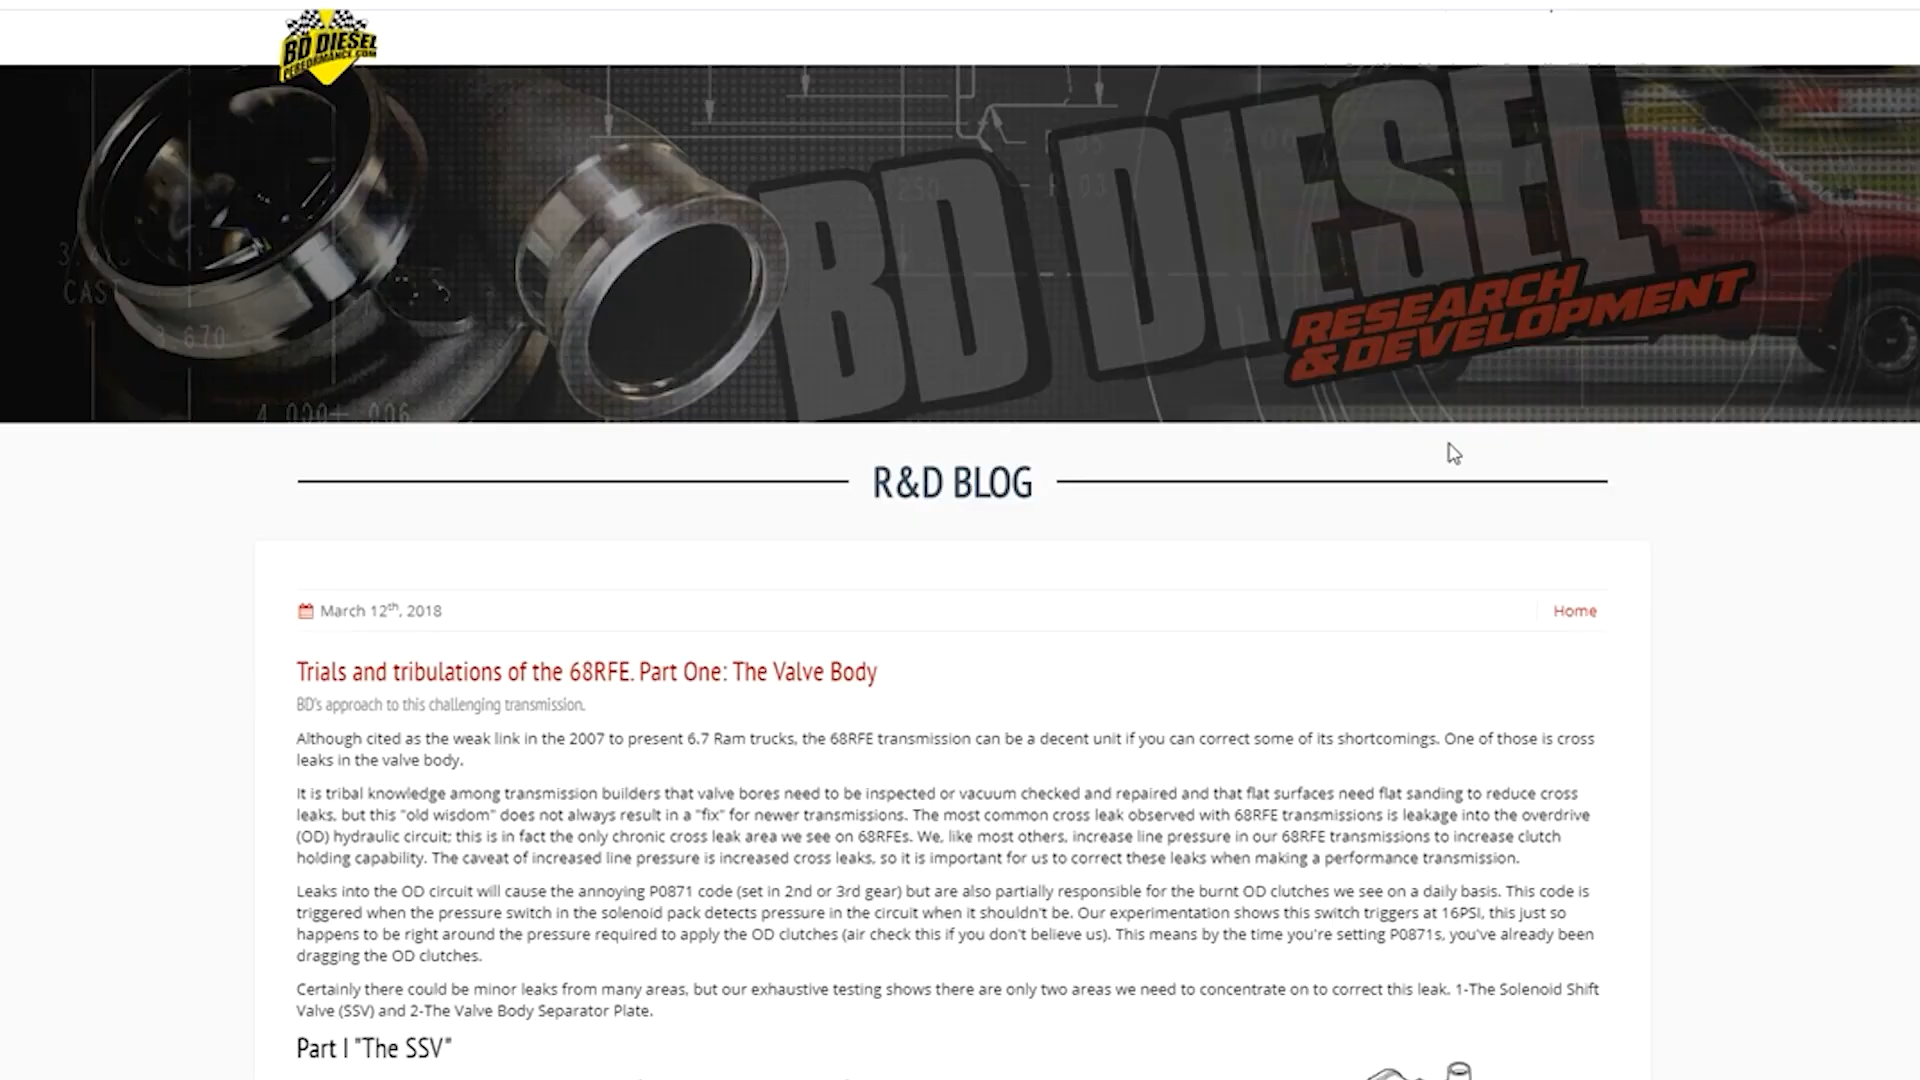 BD DIESEL
PERFORMANCE.COM
BD DIESEL
RESEARCH
& DEVELOPMENT
250
3 670
4 000+ .006
R&D BLOG
March 12th, 2018
Home
Trials and tribulations of the 68RFE. Part One: The Valve Body
BD's approach to this challenging transmission.
Although cited as the weak link in the 2007 to present 6.7 Ram trucks, the 68RFE transmission can be a decent unit if you can correct some of its shortcomings. One of those is cross
leaks in the valve body.
It is tribal knowledge among transmission builders that valve bores need to be inspected or vacuum checked and repaired and that flat surfaces need flat sanding to reduce cross
leaks, but this "old wisdom" does not always result in a "fix" for newer transmissions. The most common cross leak observed with 68RFE transmissions is leakage into the overdrive
(OD) hydraulic circuit; this is in fact the only chronic cross leak area we see on 68RFEs. We, like most others, increase line pressure in our 68RFE transmissions to increase clutch
holding capability. The caveat of increased line pressure is increased cross leaks, so it is important for us to correct these leaks when making a performance transmission.
Leaks into the OD circuit will cause the annoying P0871 code (set in 2nd or 3rd gear) but are also partially responsible for the burnt OD clutches we see on a daily basis. This code is
triggered when the pressure switch in the solenoid pack detects pressure in the circuit when it shouldn't be. Our experimentation shows this switch triggers at 16PSI, this just so
happens to be right around the pressure required to apply the OD clutches (air check this if you don't believe us). This means by the time you're setting P0871s, you've already been
dragging the OD clutches.
Certainly there could be minor leaks from many areas, but our exhaustive testing shows there are only two areas we need to concentrate on to correct this leak. 1-The Solenoid Shift
Valve (SSV) and 2-The Valve Body Separator Plate.
Part I "The SSV"